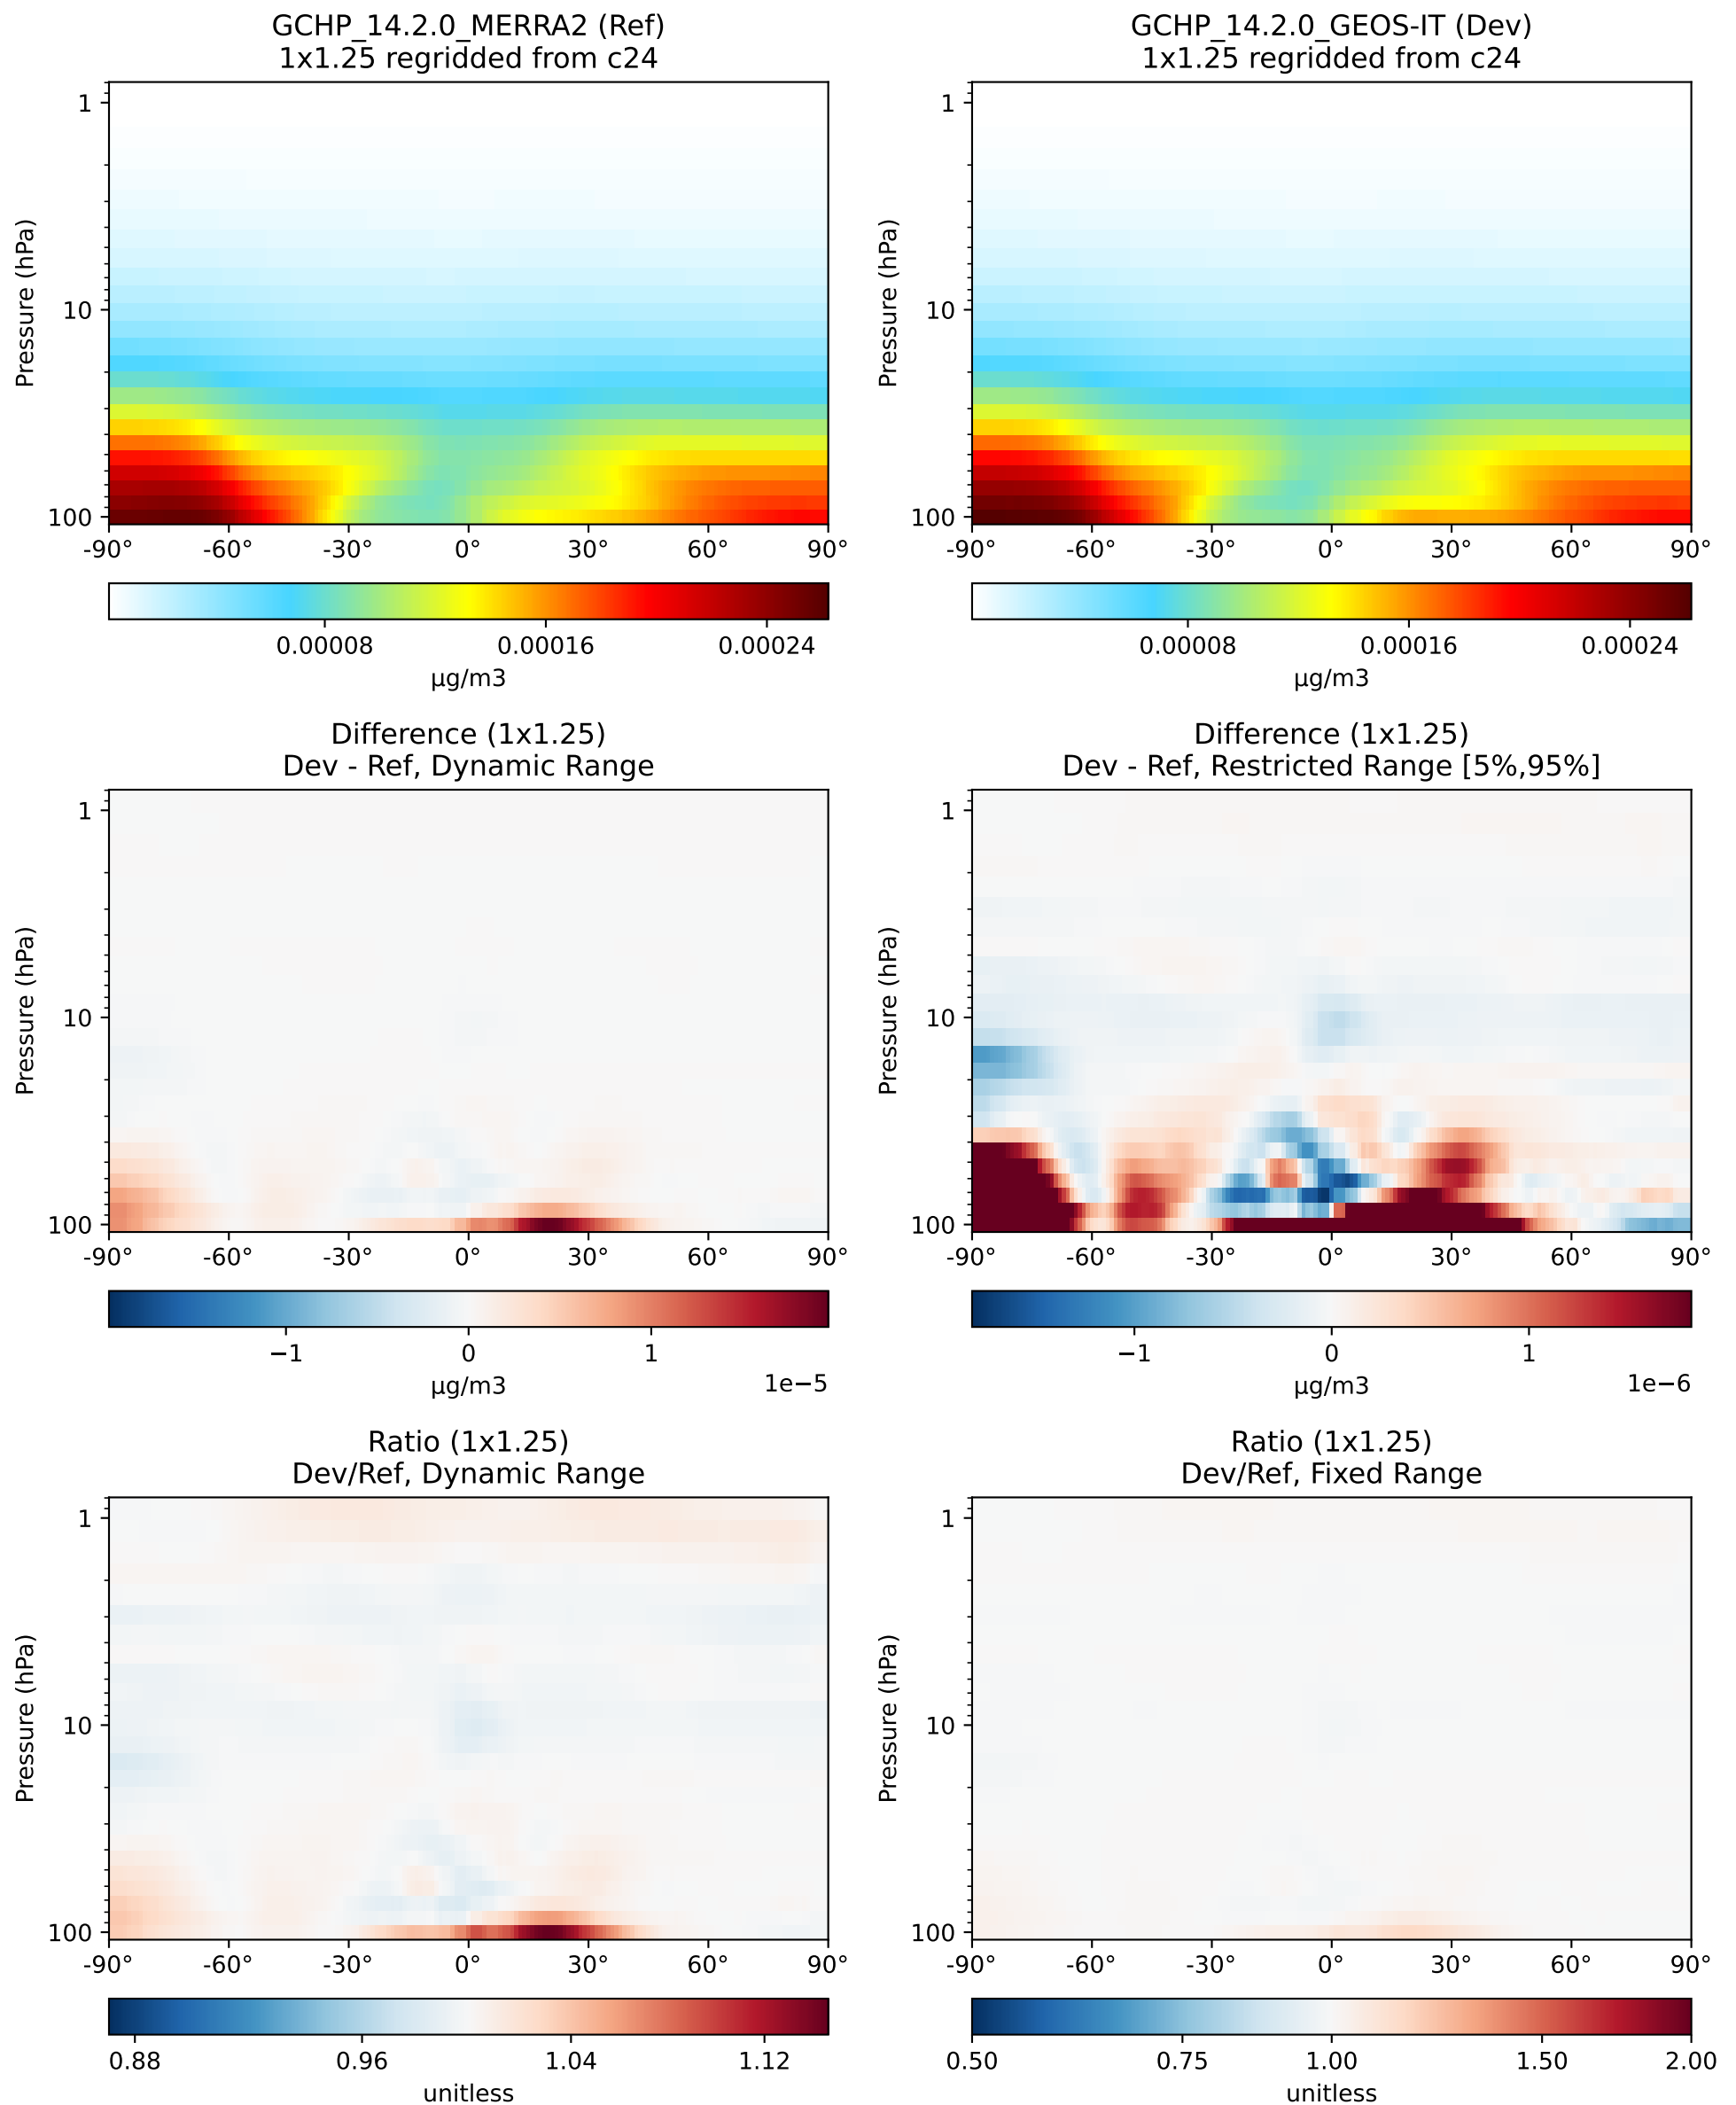 GCHP_14.2.0_MERRA2 (Ref)
1x1.25 regridded from c24
Pressure (hPa)
1
10
100
-90° -60° -30° 0° 30° 60° 90°
0.00008 0.00016 0.00024
μg/m3
GCHP_14.2.0_GEOS-IT (Dev)
1x1.25 regridded from c24
Pressure (hPa)
1
10
100
-90° -60° -30° 0° 30° 60° 90°
0.00008 0.00016 0.00024
μg/m3
Difference (1x1.25)
Dev - Ref, Dynamic Range
Pressure (hPa)
1
10
100
-90° -60° -30° 0° 30° 60° 90°
−1 0 1
μg/m3
1e−5
Difference (1x1.25)
Dev - Ref, Restricted Range [5%,95%]
Pressure (hPa)
1
10
100
-90° -60° -30° 0° 30° 60° 90°
−1 0 1
μg/m3
1e−6
Ratio (1x1.25)
Dev/Ref, Dynamic Range
Pressure (hPa)
1
10
100
-90° -60° -30° 0° 30° 60° 90°
0.88 0.96 1.04 1.12
unitless
Ratio (1x1.25)
Dev/Ref, Fixed Range
Pressure (hPa)
1
10
100
-90° -60° -30° 0° 30° 60° 90°
0.50 0.75 1.00 1.50 2.00
unitless